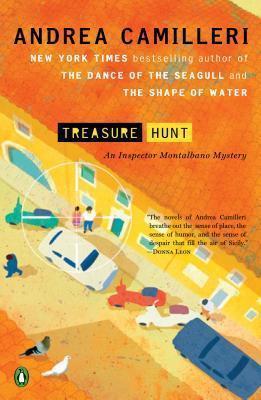 ANDREA CAMILLERI
NEW YORK TIMES bestselling author of
THE DANCE OF THE SEAGULL and
THE SHAPE OF WATER
TREASURE HUNT
An Inspector Montalbano Mystery
"The novels of Andrea Camilleri
breathe out the sense of place, the
sense of humor, and the sense of
despair that fill the air of Sicily."
—DONNA LEON